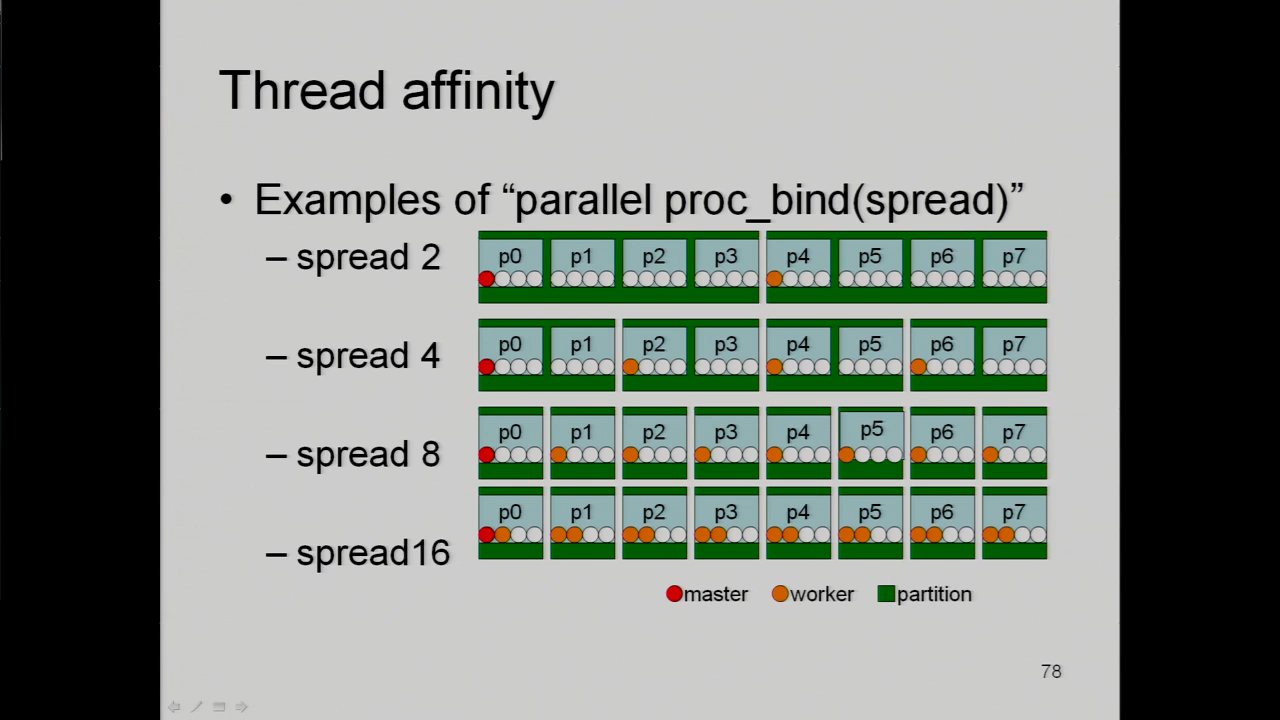 Thread affinity
• Examples of “parallel proc_bind(spread)”
– spread 2
p0 p1 p2 p3 p4 p5 p6 p7
– spread 4
p0 p1 p2 p3 p4 p5 p6 p7
– spread 8
p0 p1 p2 p3 p4 p5 p6 p7
– spread16
p0 p1 p2 p3 p4 p5 p6 p7
master worker partition
78